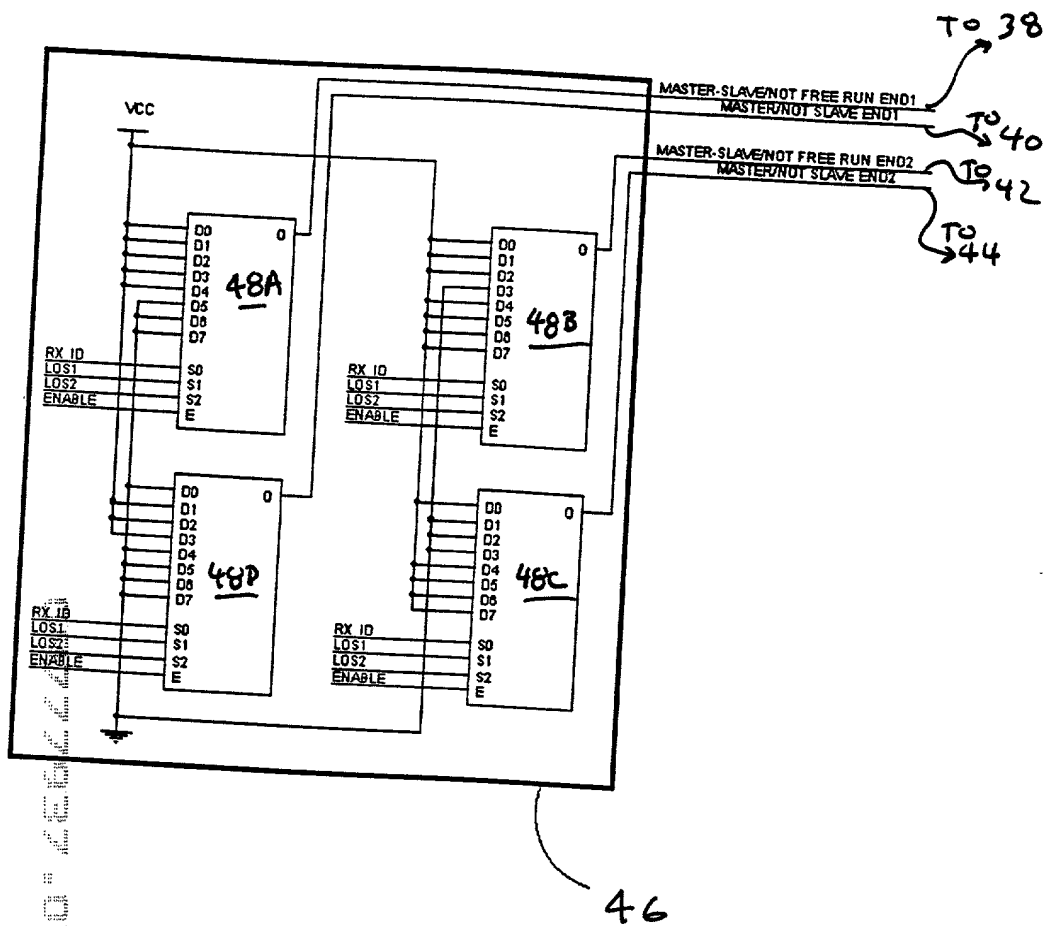 TO 38
MASTER-SLAVE/NOT FREE RUN END1
MASTER/NOT SLAVE END1
TO 40
MASTER-SLAVE/NOT FREE RUN END2
MASTER/NOT SLAVE END2
TO 42
TO 44
VCC
D0 O
D1
D2
D3
D4
D5
D6
D7
48A
RX ID S0
LOS1 S1
LOS2 S2
ENABLE E
D0 O
D1
D2
D3
D4
D5
D6
D7
48B
RX ID S0
LOS1 S1
LOS2 S2
ENABLE E
D0 O
D1
D2
D3
D4
D5
D6
D7
48D
RX ID S0
LOS1 S1
LOS2 S2
ENABLE E
D0 O
D1
D2
D3
D4
D5
D6
D7
48C
RX ID S0
LOS1 S1
LOS2 S2
ENABLE E
46